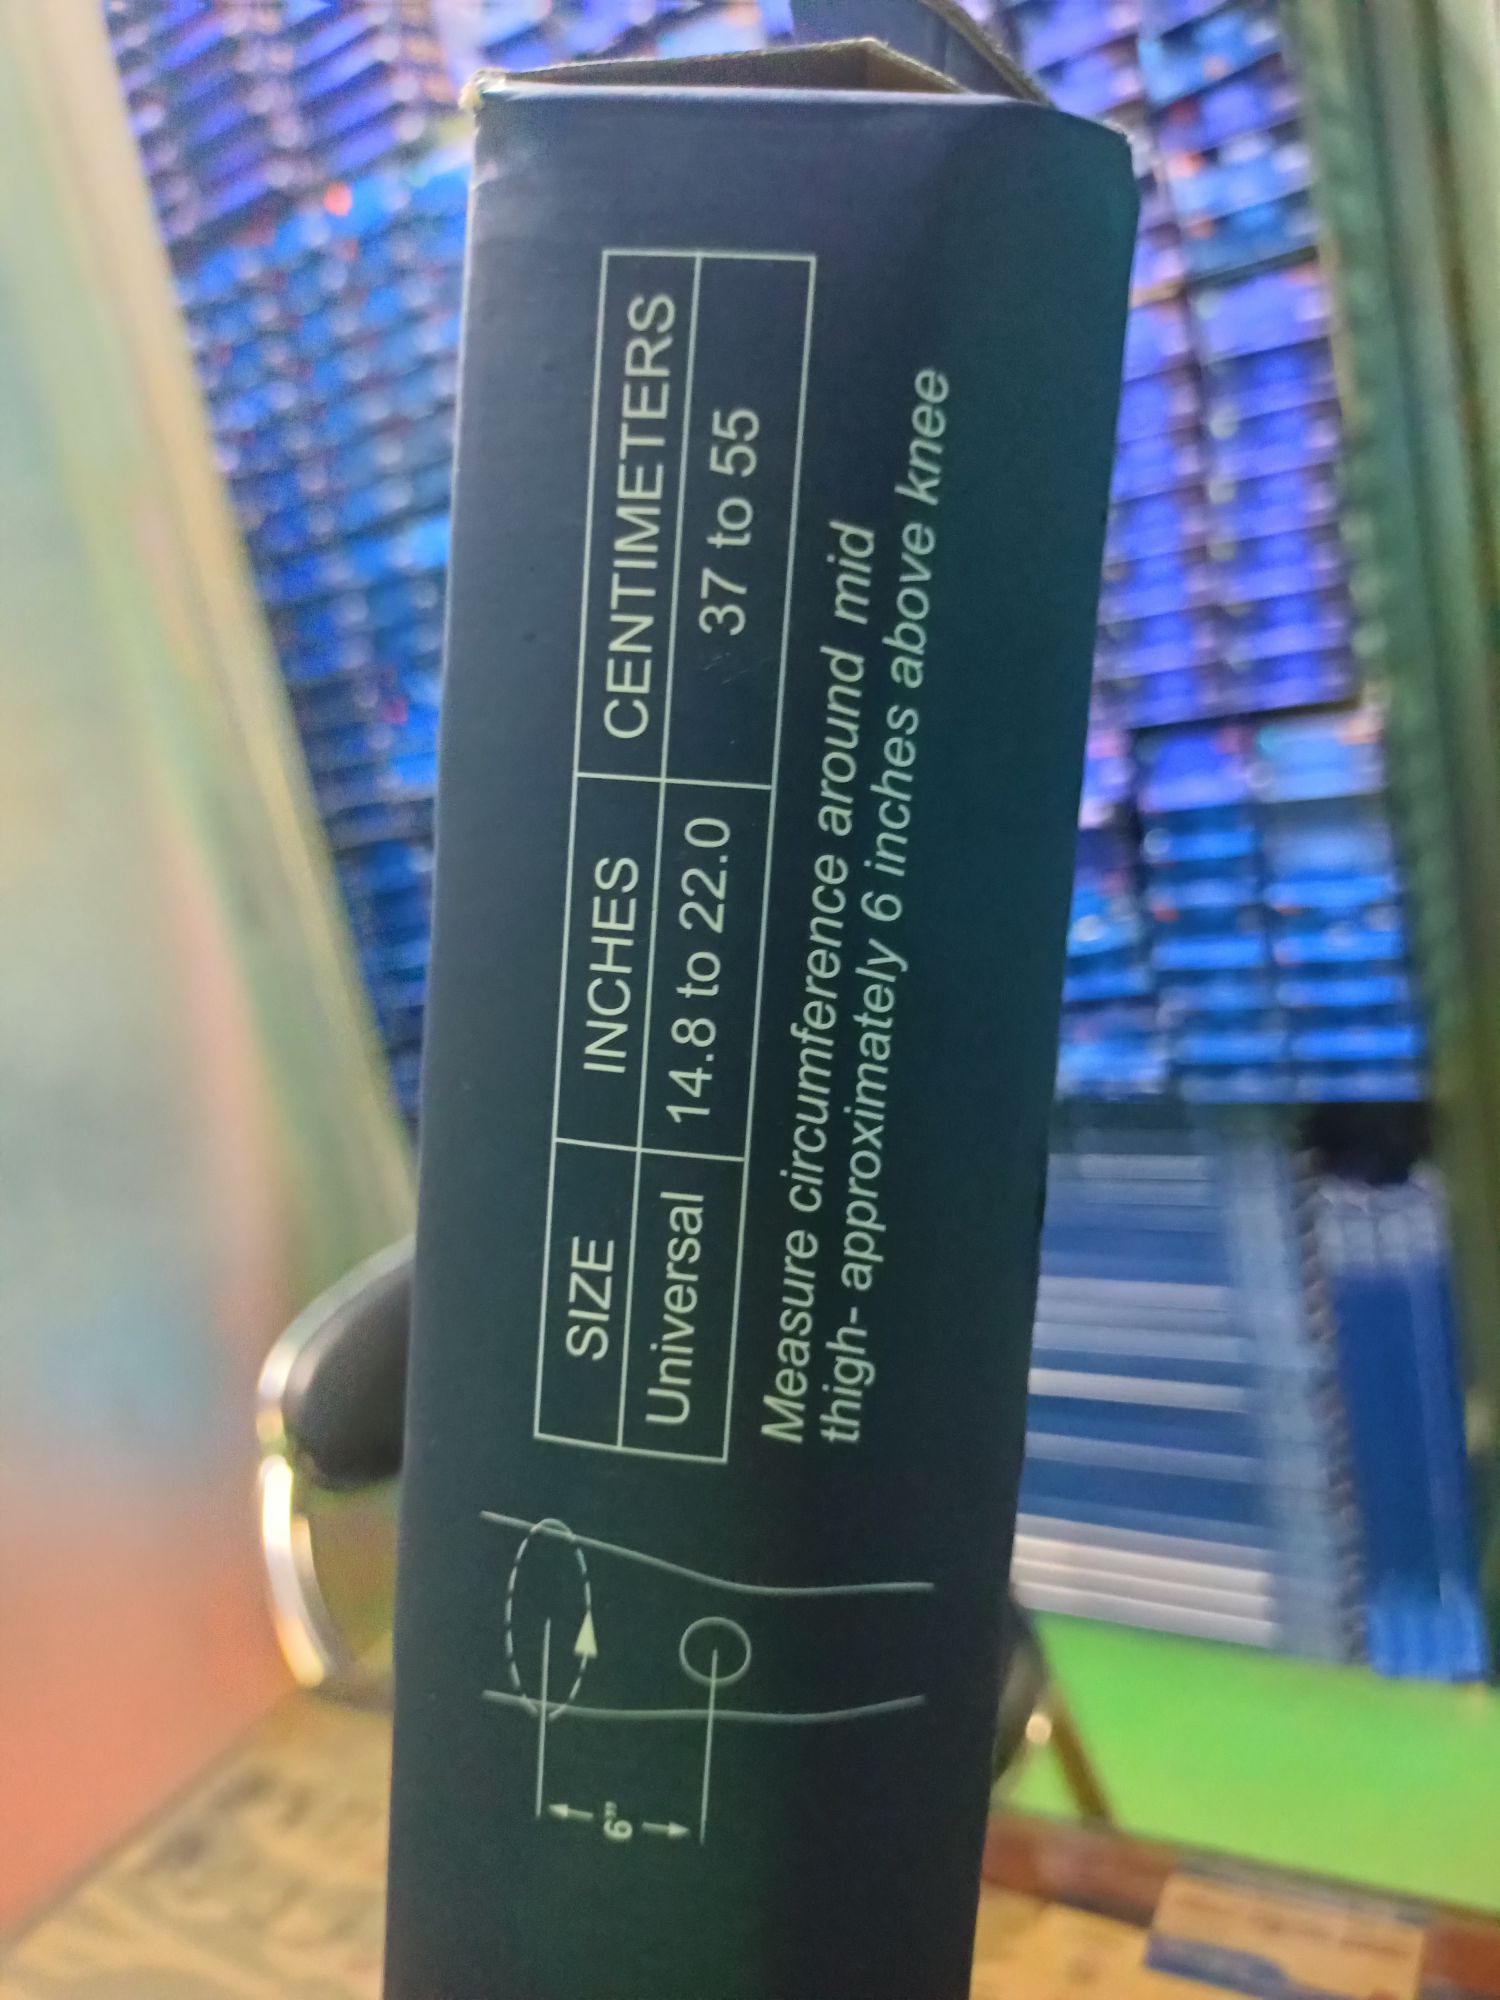 SIZE INCHES CENTIMETERS
Universal 14.8 to 22.0 37 to 55
Measure circumference around mid
thigh- approximately 6 inches above knee
6"